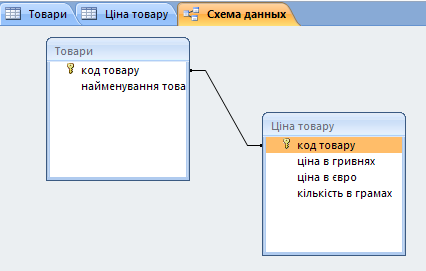 Товари
Ціна товару
Схема данных
Товари
код товару
найменування това
Ціна товару
код товару
ціна в гривнях
ціна в євро
кількість в грамах